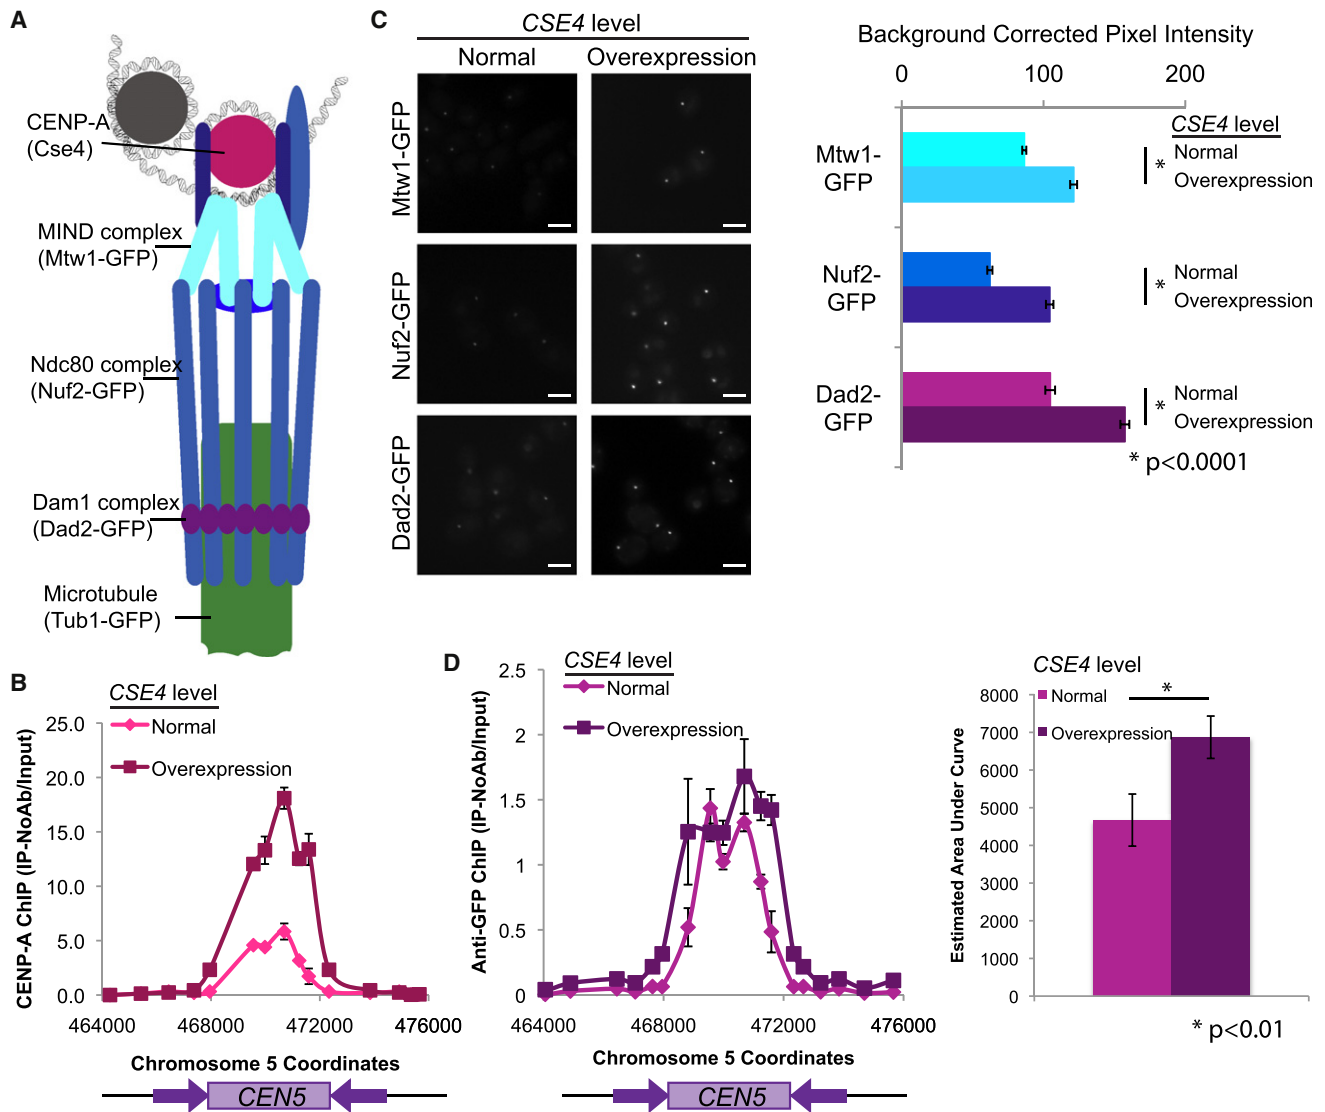 A
CENP-A
(Cse4)
MIND complex
(Mtw1-GFP)
Ndc80 complex
(Nuf2-GFP)
Dam1 complex
(Dad2-GFP)
Microtubule
(Tub1-GFP)
C
CSE4 level
Normal
Overexpression
Mtw1-GFP
Nuf2-GFP
Dad2-GFP
Background Corrected Pixel Intensity
0
100
200
CSE4 level
Mtw1-
GFP
*
Normal
Overexpression
Nuf2-
GFP
*
Normal
Overexpression
Dad2-
GFP
*
Normal
Overexpression
* p<0.0001
B
CSE4 level
Normal
Overexpression
CENP-A ChIP (IP-NoAb/Input)
25.0
20.0
15.0
10.0
5.0
0.0
464000
468000
472000
476000
Chromosome 5 Coordinates
CEN5
D
CSE4 level
Normal
Overexpression
Anti-GFP ChIP (IP-NoAb/Input)
2.5
2
1.5
1
0.5
0
464000
468000
472000
476000
Chromosome 5 Coordinates
CEN5
CSE4 level
Normal
Overexpression
*
Estimated Area Under Curve
8000
7000
6000
5000
4000
3000
2000
1000
0
* p<0.01